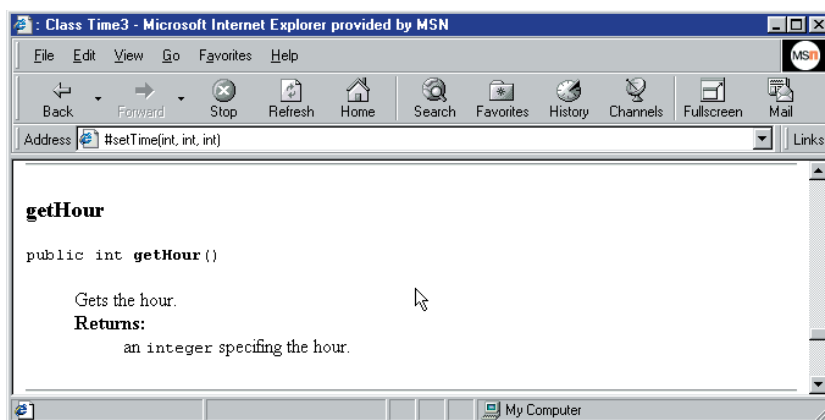 : Class Time3 - Microsoft Internet Explorer provided by MSN
File Edit View Go Favorites Help
msn
Back Forward Stop Refresh Home Search Favorites History Channels Fullscreen Mail
Address #setTime(int, int, int) Links
getHour
public int getHour()
Gets the hour.
Returns:
an integer specifing the hour.
My Computer